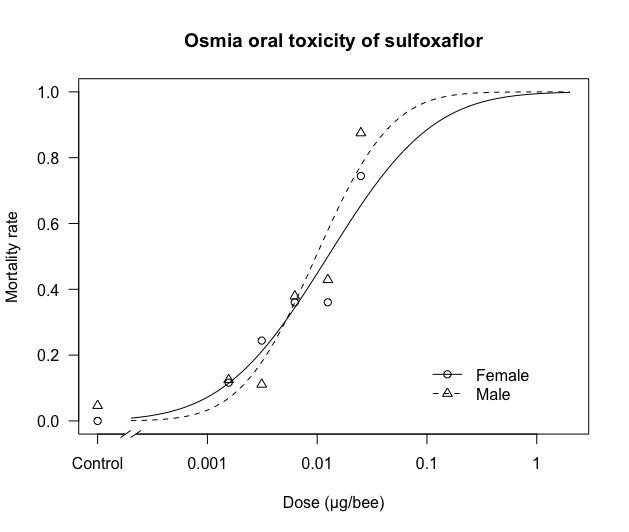 Osmia oral toxicity of sulfoxaflor
1.0
0.8
0.6
0.4
0.2
0.0
Mortality rate
Female
Male
Control 0.001 0.01 0.1 1
Dose (µg/bee)